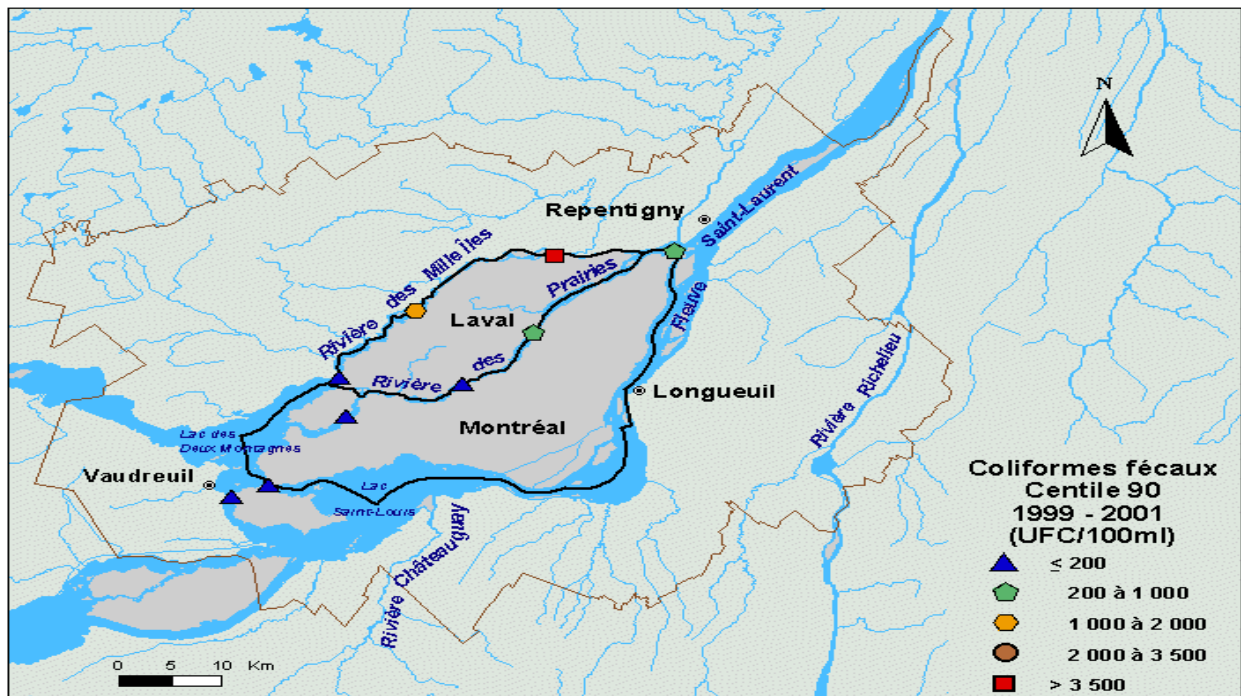 N
Repentigny
Saint-Laurent
Fleuve
Rivière des Mille Îles
Prairies
Laval
Rivière des
Longueuil
Montréal
Rivière Richelieu
Lac des
Deux Montagnes
Vaudreuil
Lac
Saint-Louis
Rivière Châteauguay
Coliformes fécaux
Centile 90
1999 - 2001
(UFC/100ml)
≤ 200
200 à 1 000
1 000 à 2 000
2 000 à 3 500
> 3 500
0 5 10 Km